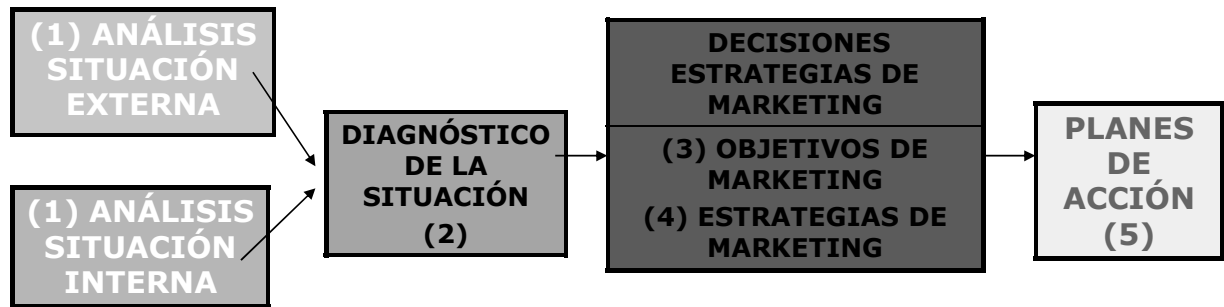 (1) ANÁLISIS
SITUACIÓN
EXTERNA
(1) ANÁLISIS
SITUACIÓN
INTERNA
DIAGNÓSTICO
DE LA
SITUACIÓN
(2)
DECISIONES
ESTRATEGIAS DE
MARKETING
(3) OBJETIVOS DE
MARKETING
(4) ESTRATEGIAS DE
MARKETING
PLANES
DE
ACCIÓN
(5)